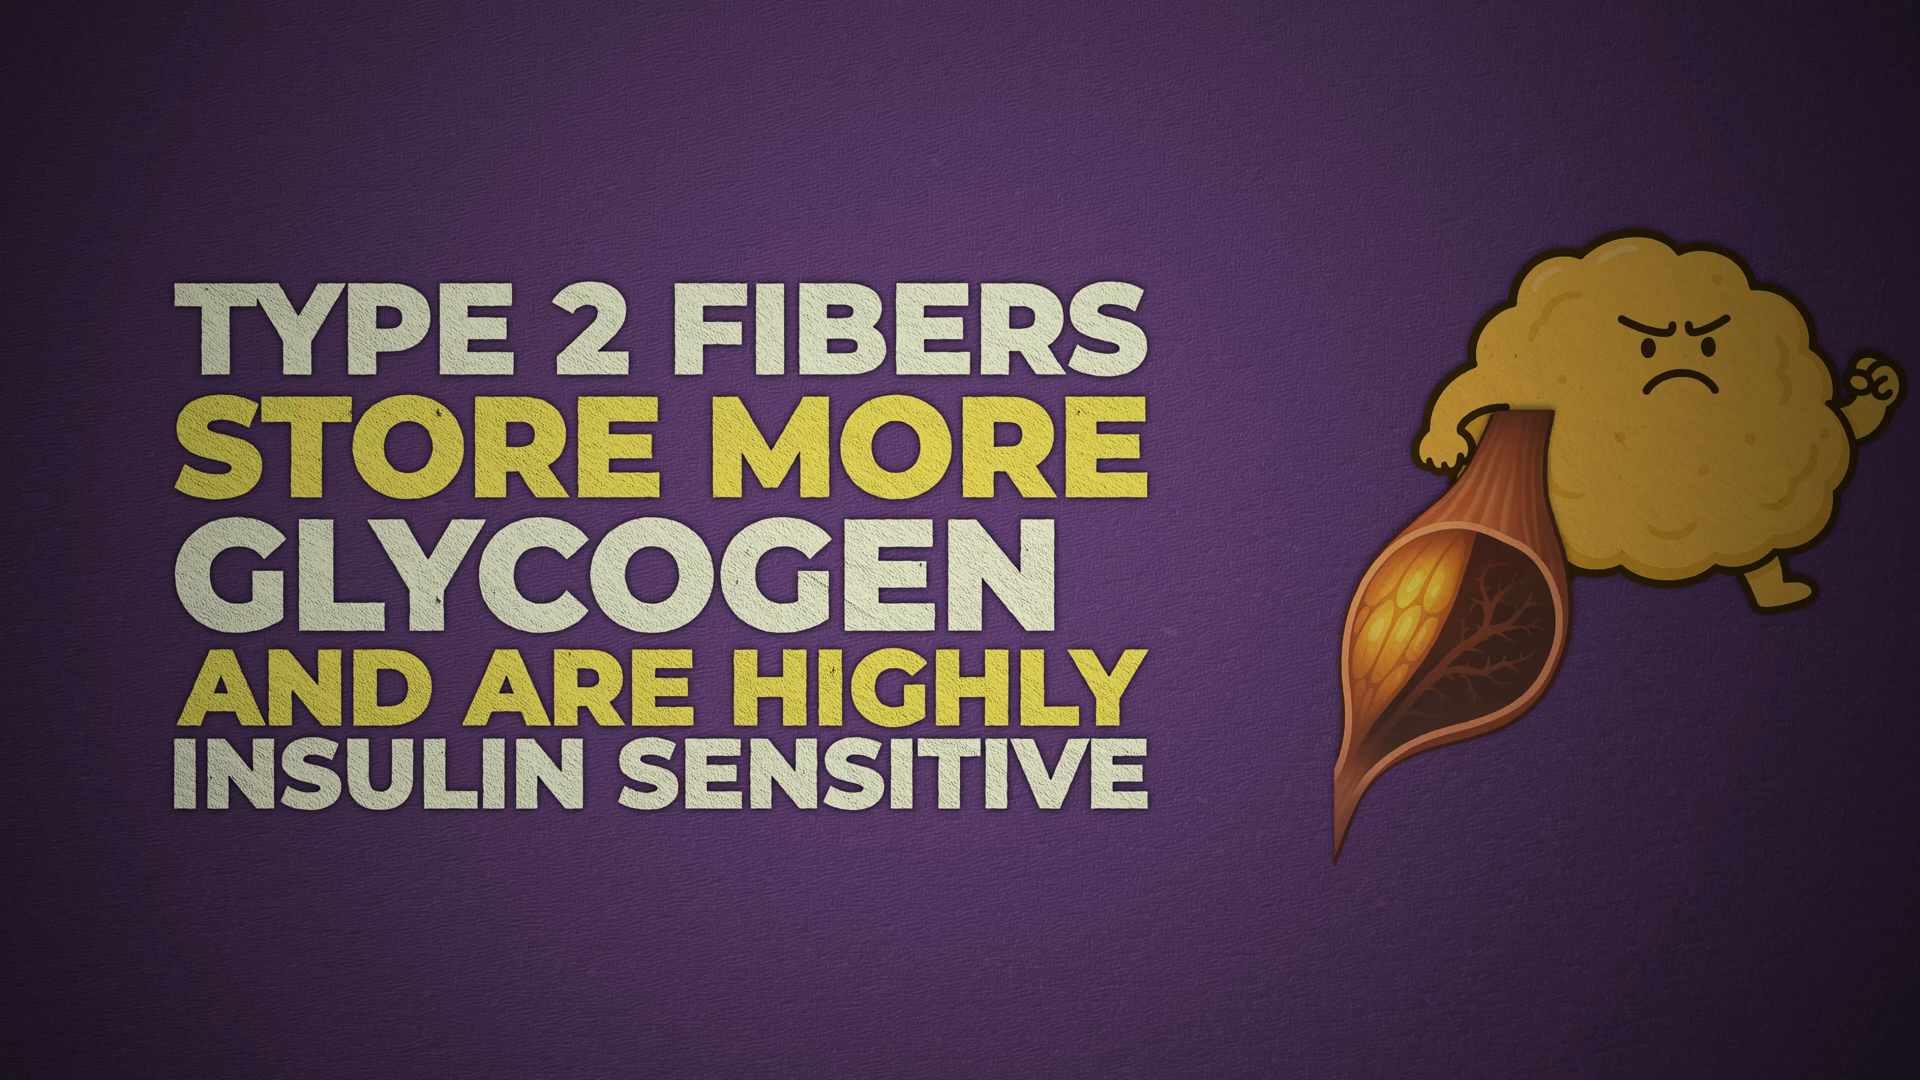 TYPE 2 FIBERS
STORE MORE
GLYCOGEN
AND ARE HIGHLY
INSULIN SENSITIVE